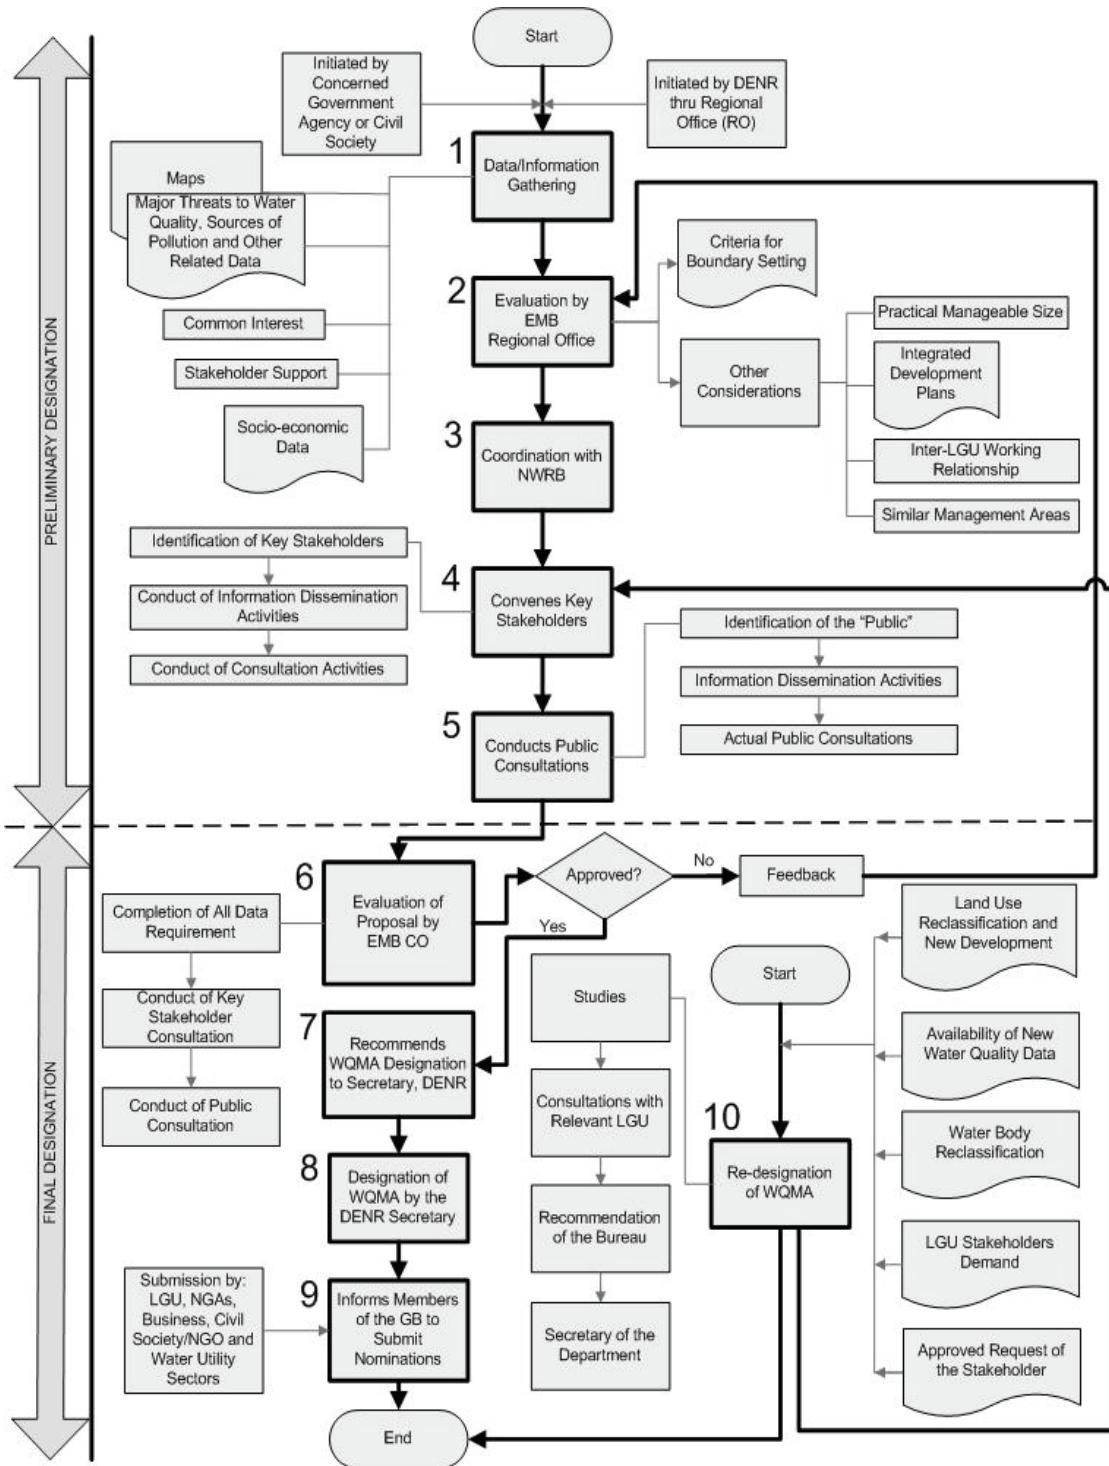 Start
Initiated by
Concerned
Government
Agency or Civil
Society
Initiated by DENR
thru Regional
Office (RO)
1
Data/Information
Gathering
Maps
Major Threats to Water
Quality, Sources of
Pollution and Other
Related Data
Common Interest
Stakeholder Support
Socio-economic
Data
2
Evaluation by
EMB
Regional Office
Criteria for
Boundary Setting
Other
Considerations
Practical Manageable Size
Integrated
Development
Plans
Inter-LGU Working
Relationship
Similar Management Areas
3
Coordination with
NWRB
PRELIMINARY DESIGNATION
Identification of Key Stakeholders
Conduct of Information Dissemination
Activities
Conduct of Consultation Activities
4
Convenes Key
Stakeholders
Identification of the “Public”
Information Dissemination Activities
Actual Public Consultations
5
Conducts Public
Consultations
6
Evaluation of
Proposal by
EMB CO
Approved?
No
Feedback
Yes
Completion of All Data
Requirement
Conduct of Key
Stakeholder
Consultation
Conduct of Public
Consultation
7
Recommends
WQMA Designation
to Secretary, DENR
Studies
Consultations with
Relevant LGU
Recommendation
of the Bureau
Secretary of the
Department
Start
10
Re-designation
of WQMA
Land Use
Reclassification and
New Development
Availability of New
Water Quality Data
Water Body
Reclassification
LGU Stakeholders
Demand
Approved Request of
the Stakeholder
FINAL DESIGNATION
8
Designation of
WQMA by the
DENR Secretary
9
Informs Members
of the GB to
Submit
Nominations
Submission by:
LGU, NGAs,
Business, Civil
Society/NGO and
Water Utility
Sectors
End